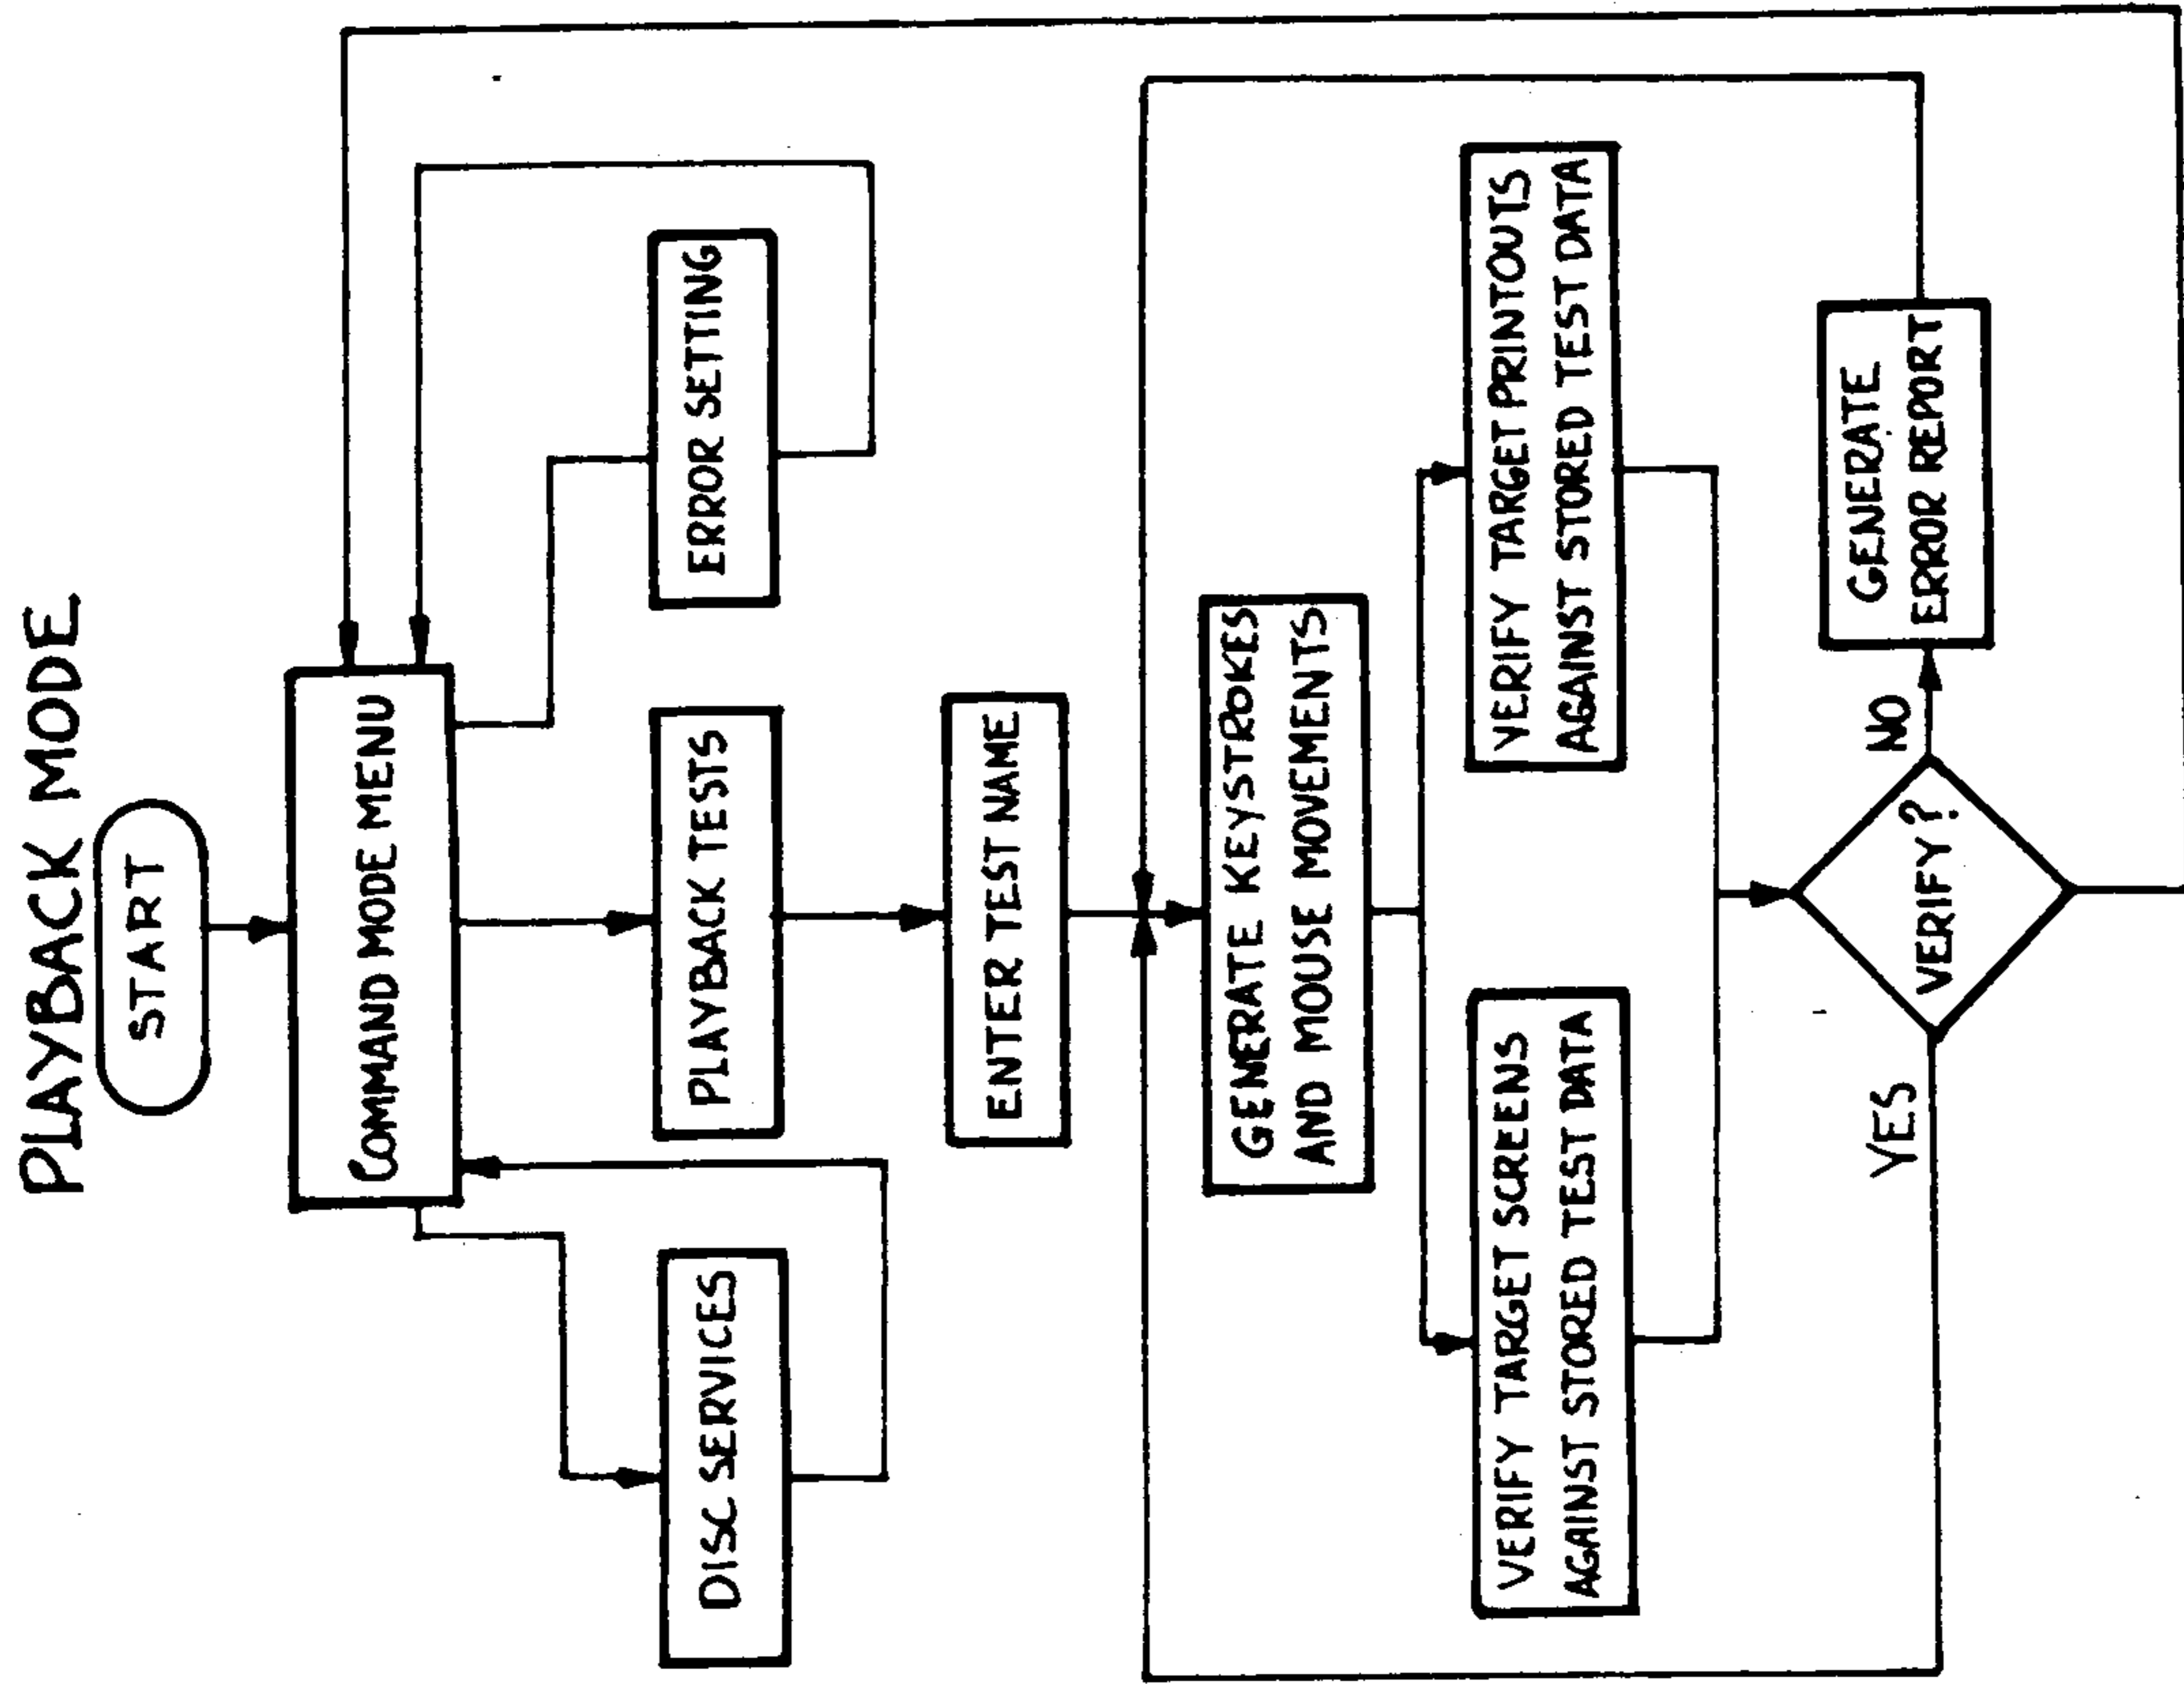 PLAYBACK MODE
START
COMMAND MODE MENU
DISC SERVICES
PLAYBACK TESTS
ERROR SETTING
ENTER TEST NAME
GENERATE KEYSTROKES
AND MOUSE MOVEMENTS
VERIFY TARGET SCREENS
AGAINST STORED TEST DATA
VERIFY TARGET PRINTOUTS
AGAINST STORED TEST DATA
YES
VERIFY?
NO
GENERATE
ERROR REPORT